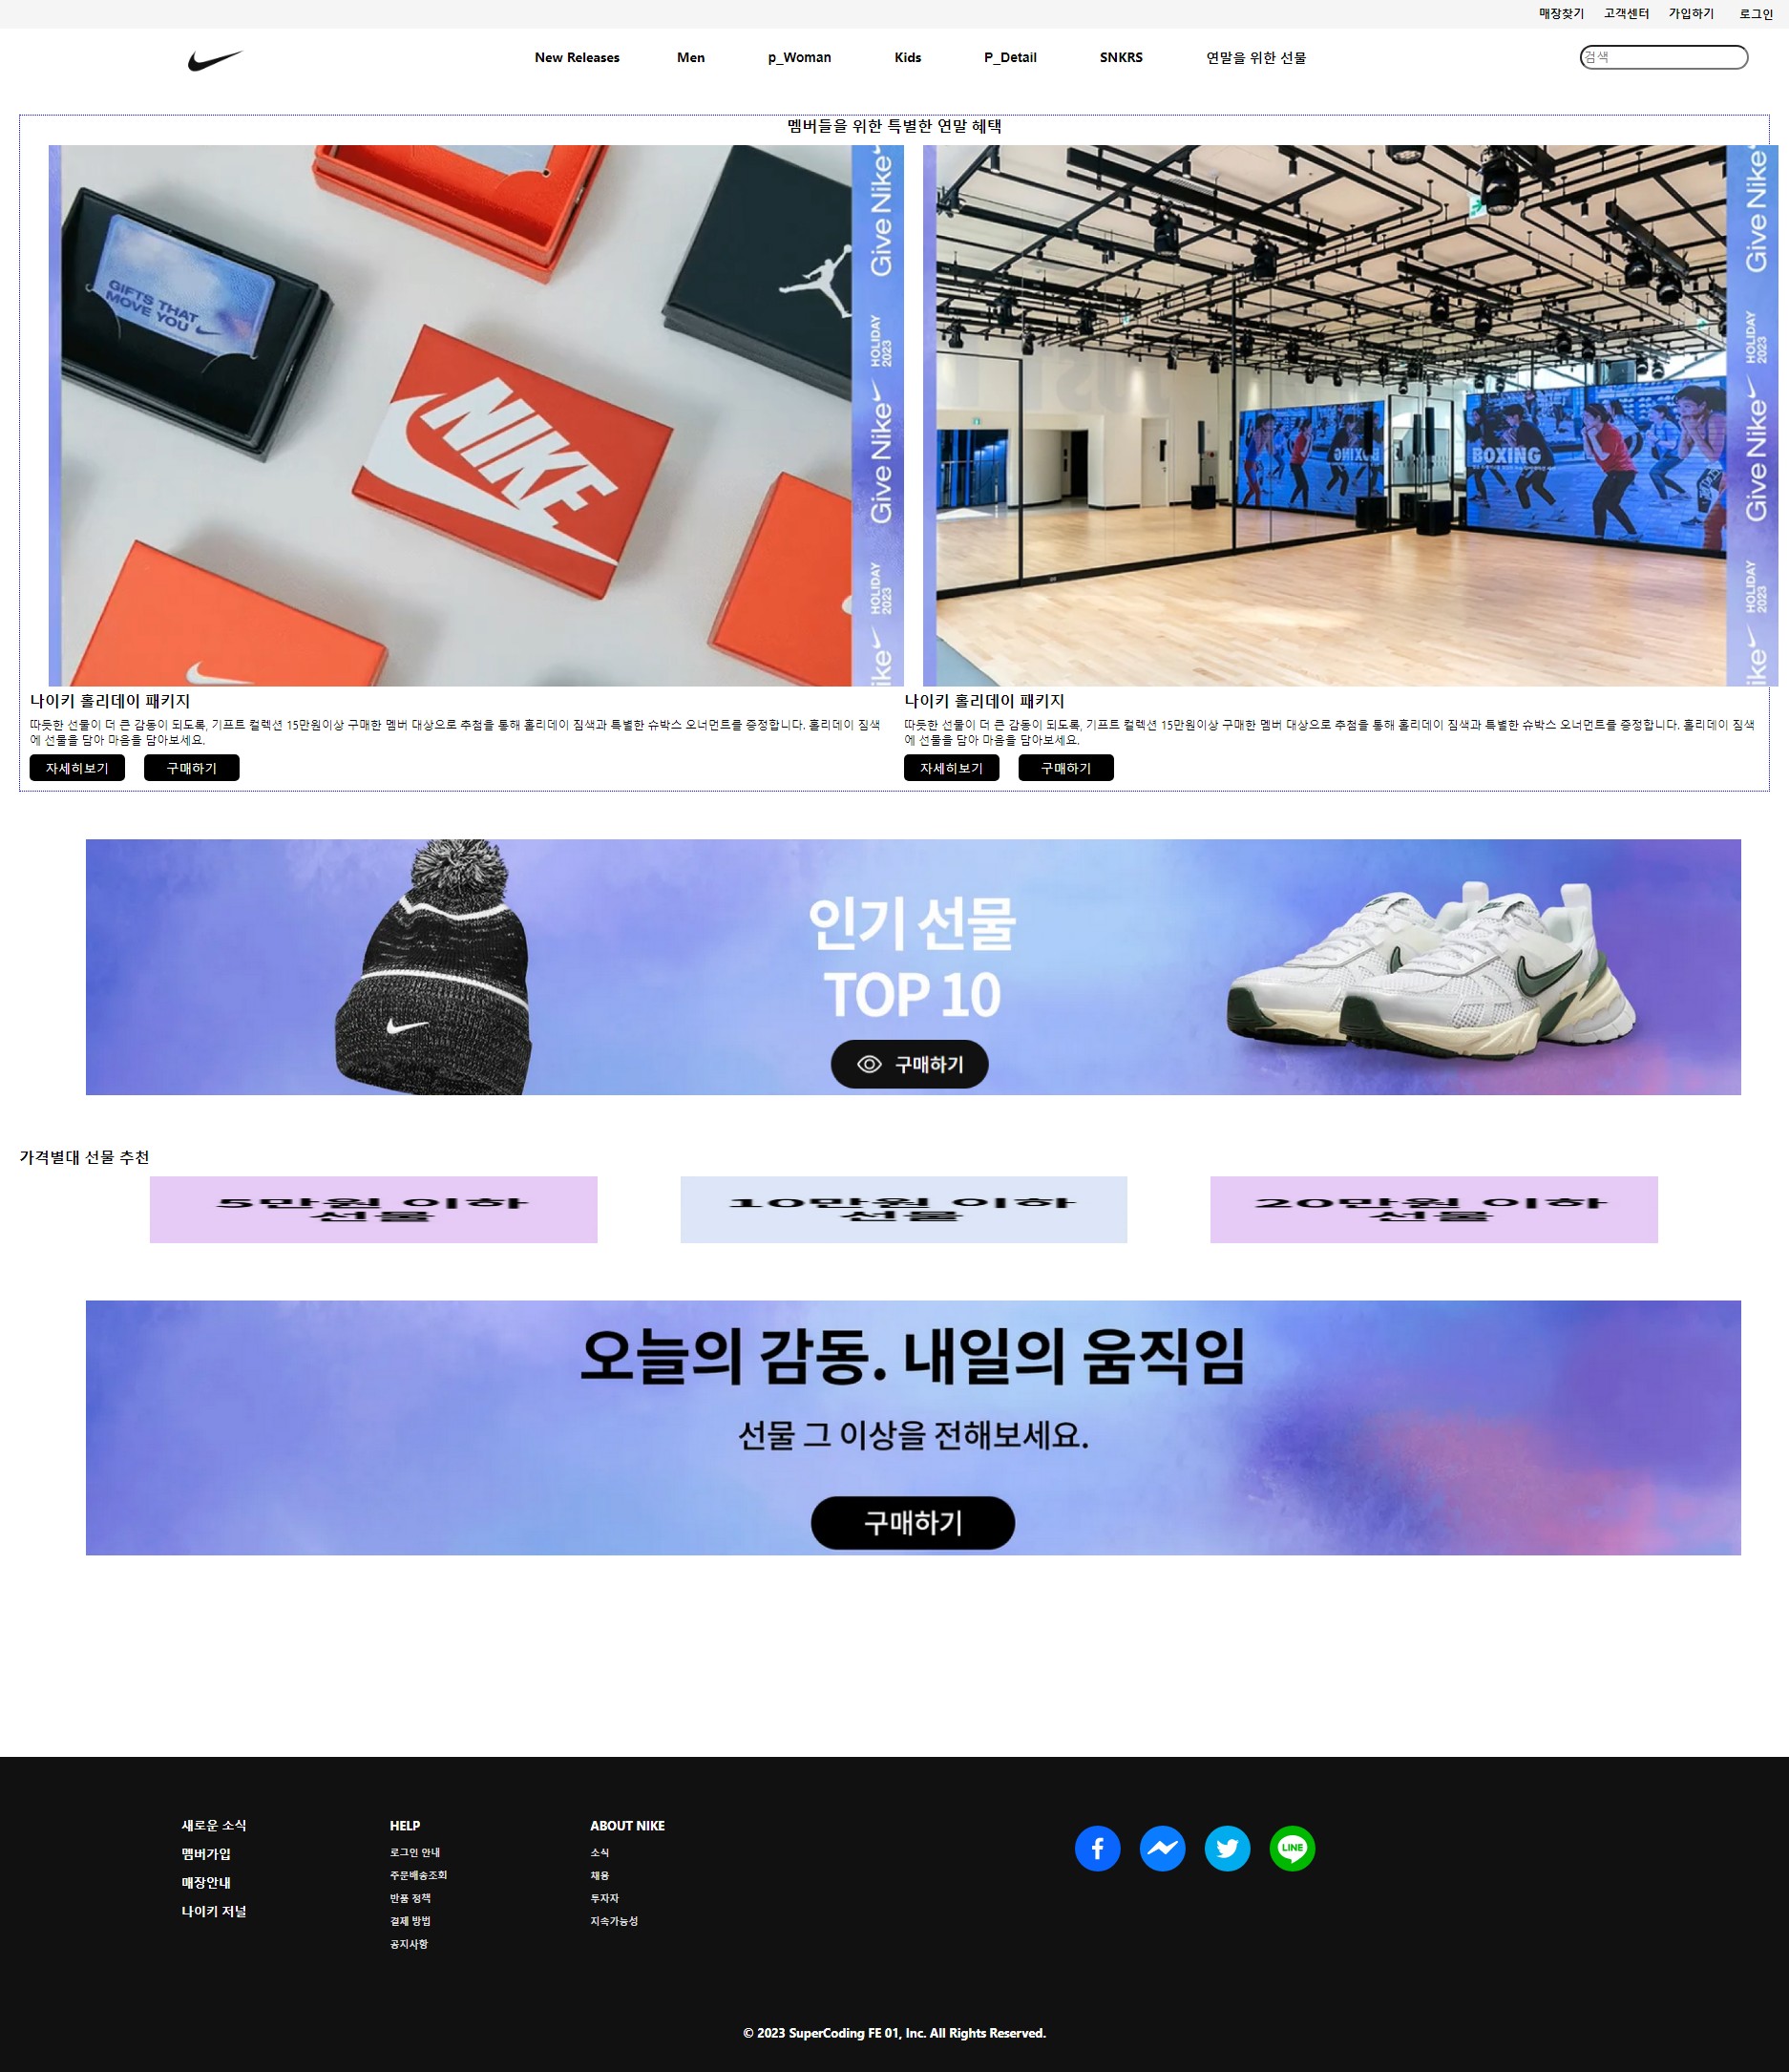 매장찾기 고객센터 가입하기 로그인
New Releases Men p_Woman Kids P_Detail SNKRS 연말을 위한 선물 검색
멤버들을 위한 특별한 연말 혜택
GIFTS THAT
MOVE YOU
NIKE
Give Nike
HOLIDAY
2023
Give Nike
HOLIDAY
2023
ike
BOXING
BOXING
Give Nike
HOLIDAY
2023
Give Nike
HOLIDAY
2023
ike
나이키 홀리데이 패키지
따듯한 선물이 더 큰 감동이 되도록, 기프트 컬렉션 15만원이상 구매한 멤버 대상으로 추첨을 통해 홀리데이 짐색과 특별한 슈박스 오너먼트를 증정합니다. 홀리데이 짐색
에 선물을 담아 마음을 담아보세요.
자세히보기 구매하기
나이키 홀리데이 패키지
따듯한 선물이 더 큰 감동이 되도록, 기프트 컬렉션 15만원이상 구매한 멤버 대상으로 추첨을 통해 홀리데이 짐색과 특별한 슈박스 오너먼트를 증정합니다. 홀리데이 짐색
에 선물을 담아 마음을 담아보세요.
자세히보기 구매하기
인기 선물
TOP 10
구매하기
가격별대 선물 추천
5만원 이하
선물
10만원 이하
선물
20만원 이하
선물
오늘의 감동. 내일의 움직임
선물 그 이상을 전해보세요.
구매하기
새로운 소식
멤버가입
매장안내
나이키 저널
HELP
로그인 안내
주문배송조회
반품 정책
결제 방법
공지사항
ABOUT NIKE
소식
채용
투자자
지속가능성
LINE
© 2023 SuperCoding FE 01, Inc. All Rights Reserved.